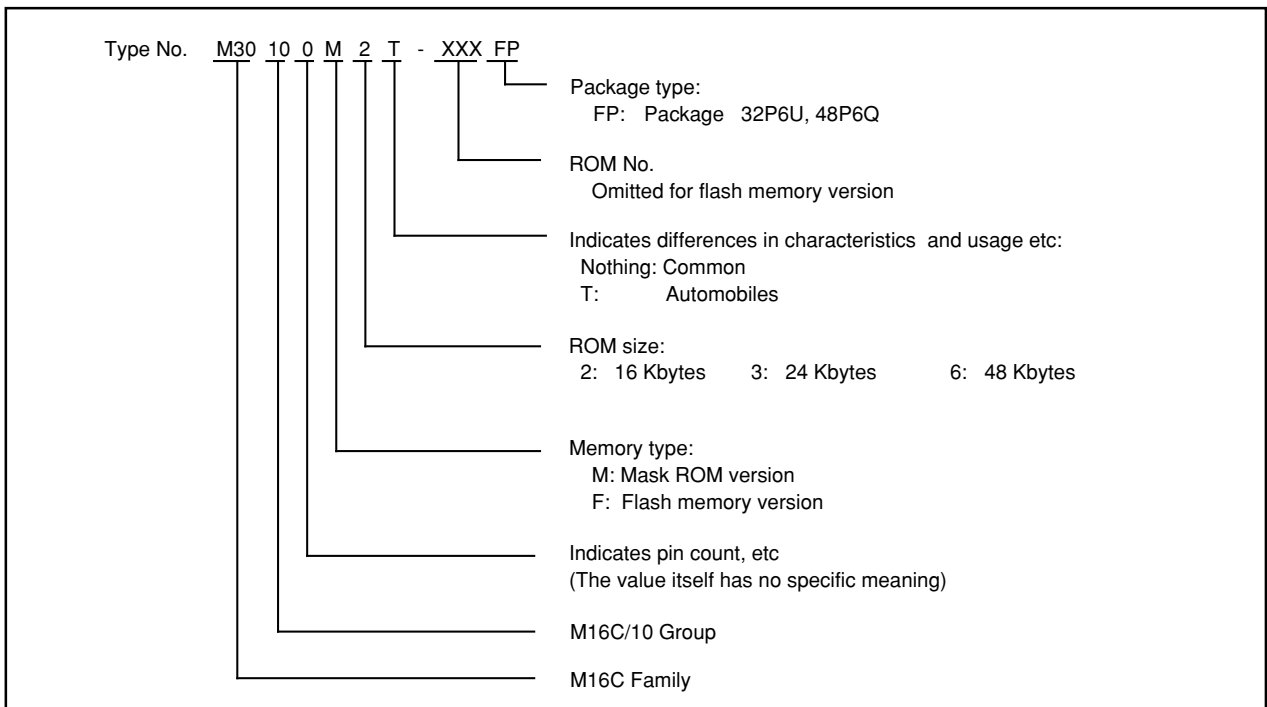 Type No. M30 10 0 M 2 T - XXX FP
Package type:
FP: Package 32P6U, 48P6Q
ROM No.
Omitted for flash memory version
Indicates differences in characteristics and usage etc:
Nothing: Common
T: Automobiles
ROM size:
2: 16 Kbytes 3: 24 Kbytes 6: 48 Kbytes
Memory type:
M: Mask ROM version
F: Flash memory version
Indicates pin count, etc
(The value itself has no specific meaning)
M16C/10 Group
M16C Family